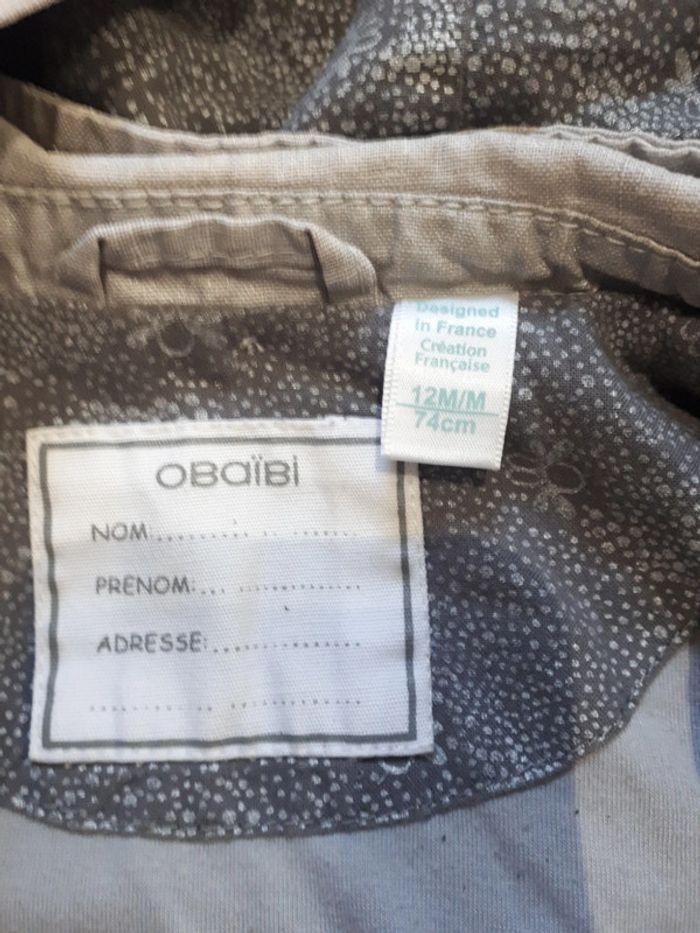 Designed
in France
Création
Française
12M/M
74cm
OBaïBi
NOM:
PRENOM:
ADRESSE: